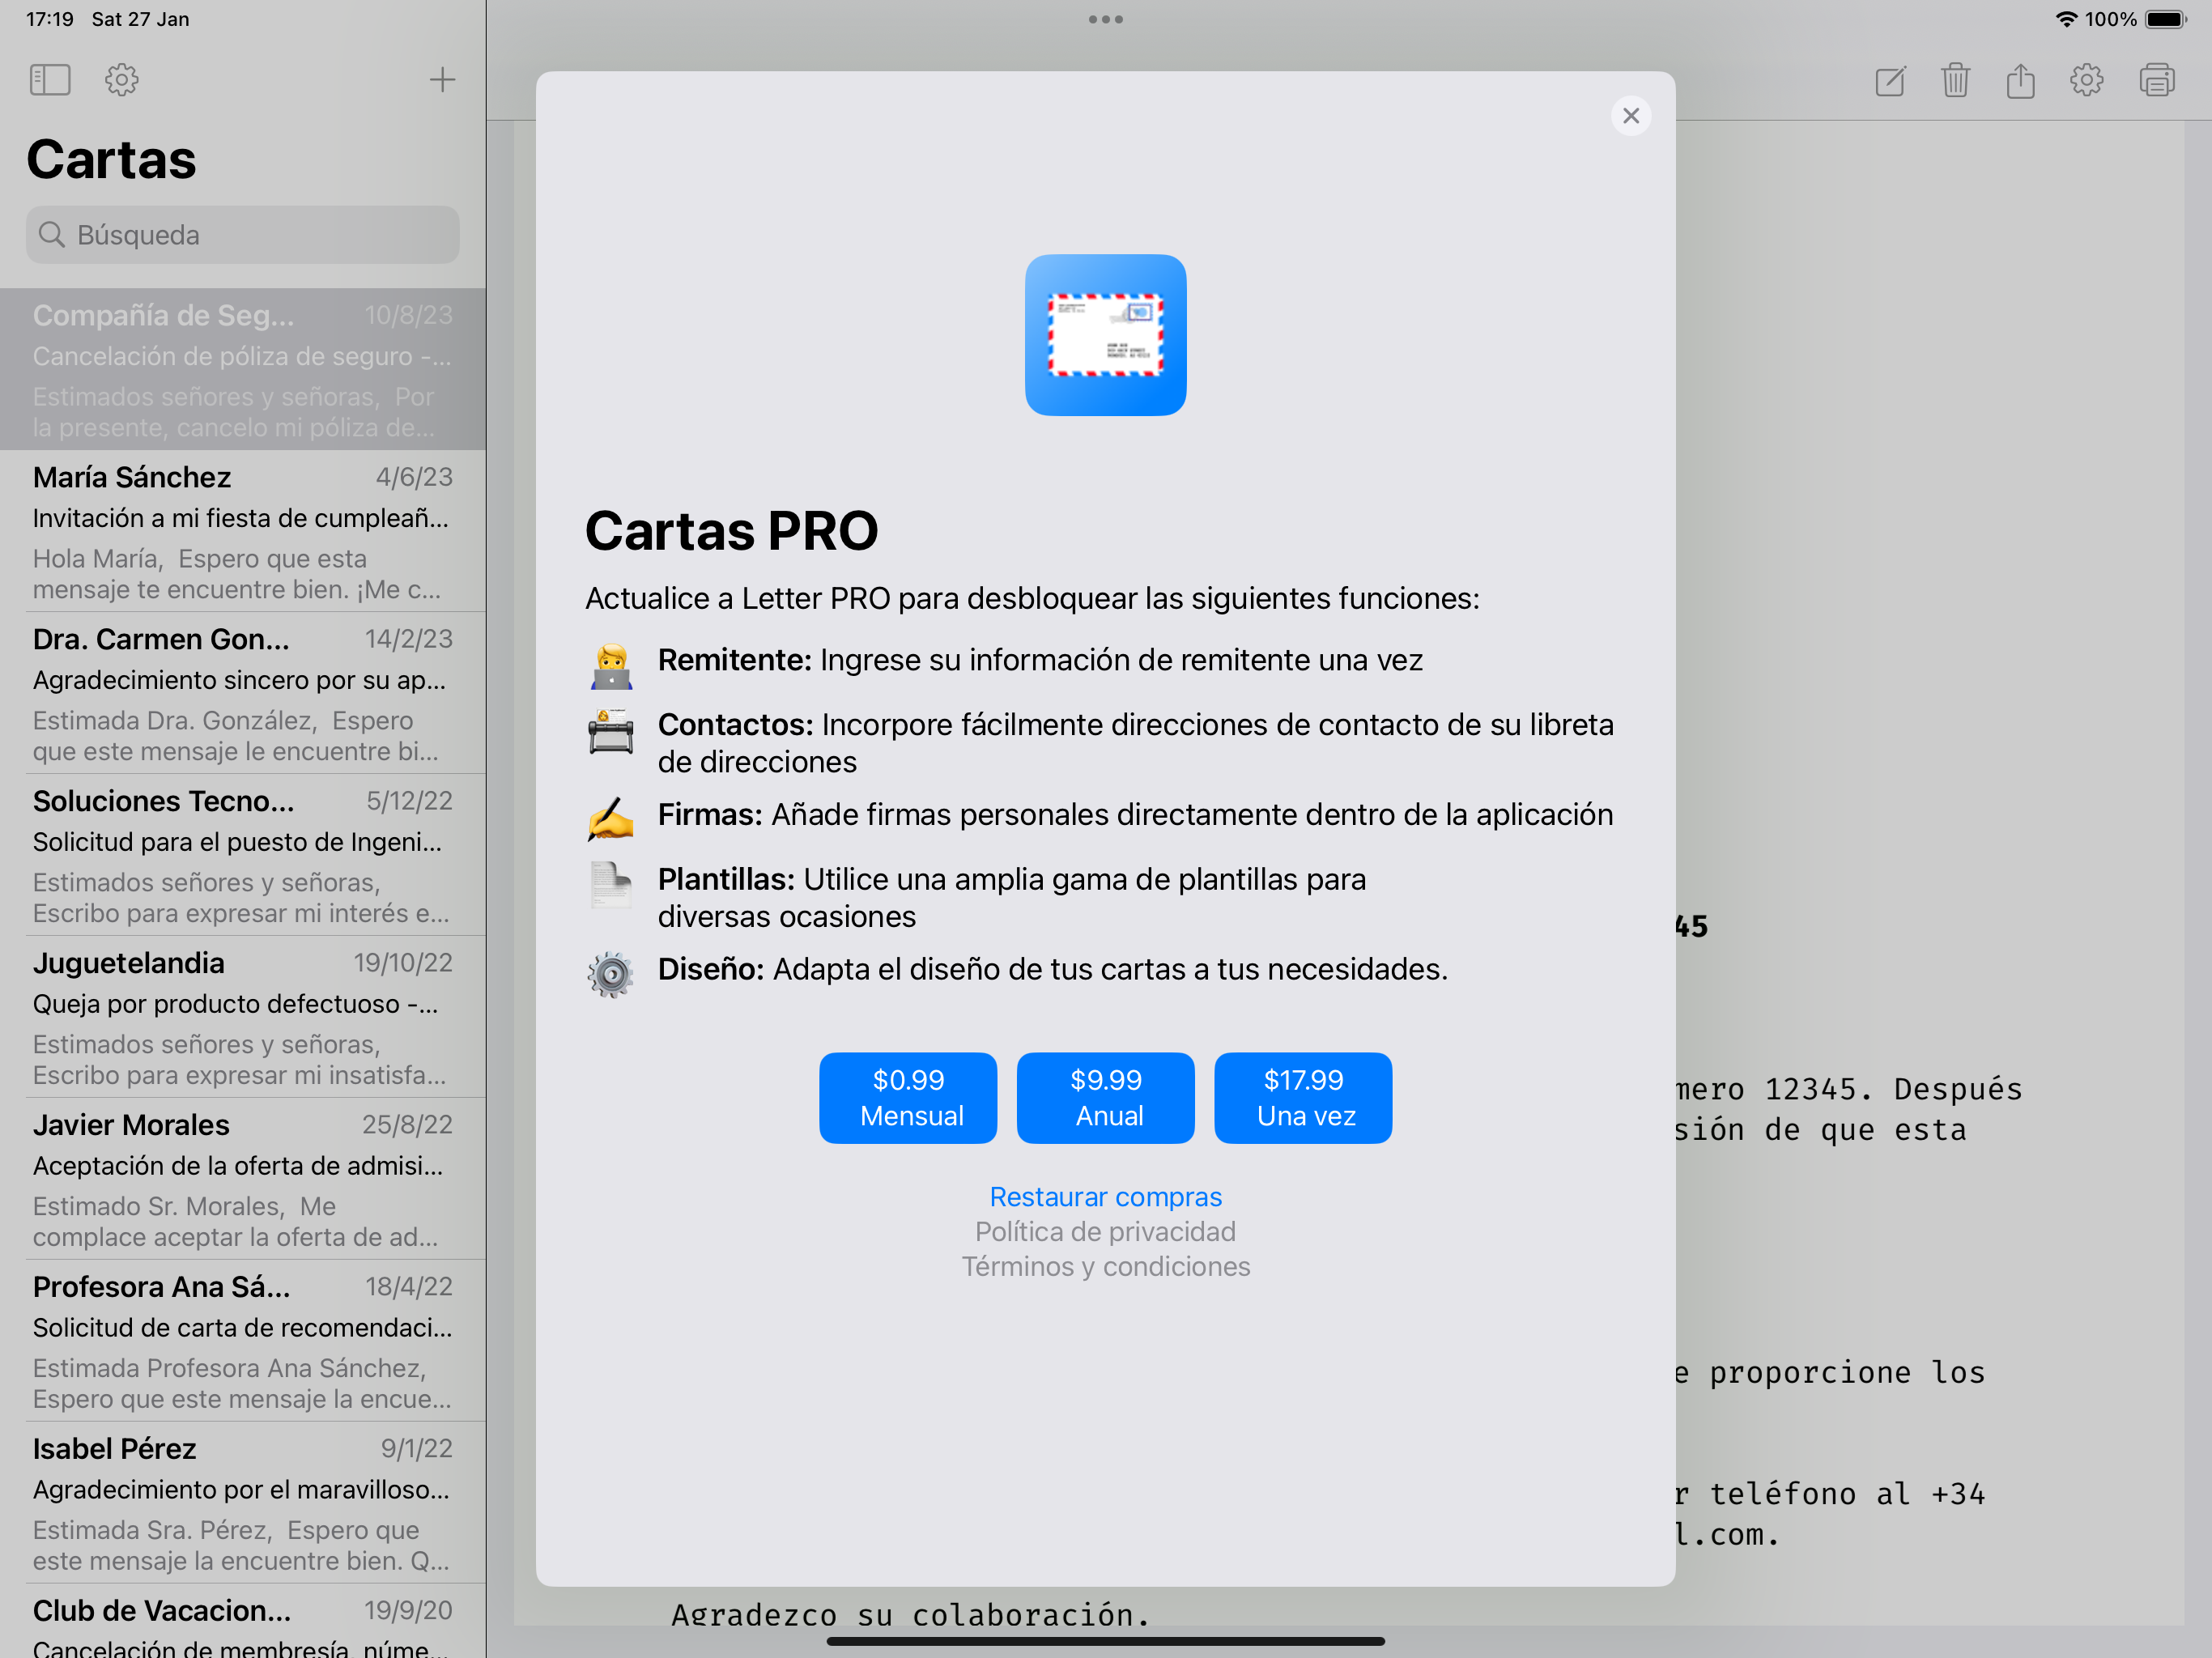 17:19 Sat 27 Jan
100%
Cartas
Búsqueda
Compañía de Seg... 10/8/23
Cancelación de póliza de seguro -...
Estimados señores y señoras, Por
la presente, cancelo mi póliza de...
María Sánchez 4/6/23
Invitación a mi fiesta de cumpleañ...
Hola María, Espero que esta
mensaje te encuentre bien. ¡Me c...
Dra. Carmen Gon... 14/2/23
Agradecimiento sincero por su ap...
Estimada Dra. González, Espero
que este mensaje le encuentre bi...
Soluciones Tecno... 5/12/22
Solicitud para el puesto de Ingeni...
Estimados señores y señoras,
Escribo para expresar mi interés e...
Juguetelandia 19/10/22
Queja por producto defectuoso -...
Estimados señores y señoras,
Escribo para expresar mi insatisfa...
Javier Morales 25/8/22
Aceptación de la oferta de admisi...
Estimado Sr. Morales, Me
complace aceptar la oferta de ad...
Profesora Ana Sá... 18/4/22
Solicitud de carta de recomendaci...
Estimada Profesora Ana Sánchez,
Espero que este mensaje la encue...
Isabel Pérez 9/1/22
Agradecimiento por el maravilloso...
Estimada Sra. Pérez, Espero que
este mensaje la encuentre bien. Q...
Club de Vacacion... 19/9/20
Cancelación de membresía, núme...
Cartas PRO
Actualice a Letter PRO para desbloquear las siguientes funciones:
Remitente: Ingrese su información de remitente una vez
Contactos: Incorpore fácilmente direcciones de contacto de su libreta
de direcciones
Firmas: Añade firmas personales directamente dentro de la aplicación
Plantillas: Utilice una amplia gama de plantillas para
diversas ocasiones
Diseño: Adapta el diseño de tus cartas a tus necesidades.
$0.99
Mensual
$9.99
Anual
$17.99
Una vez
Restaurar compras
Política de privacidad
Términos y condiciones
45
mero 12345. Después
sión de que esta
e proporcione los
r teléfono al +34
l.com.
Agradezco su colaboración.